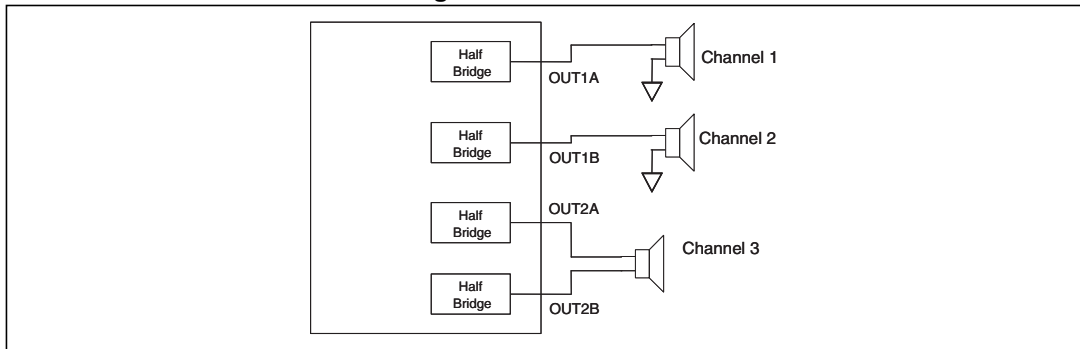 Half
Bridge
OUT1A
Channel 1
Half
Bridge
OUT1B
Channel 2
Half
Bridge
OUT2A
Channel 3
Half
Bridge
OUT2B